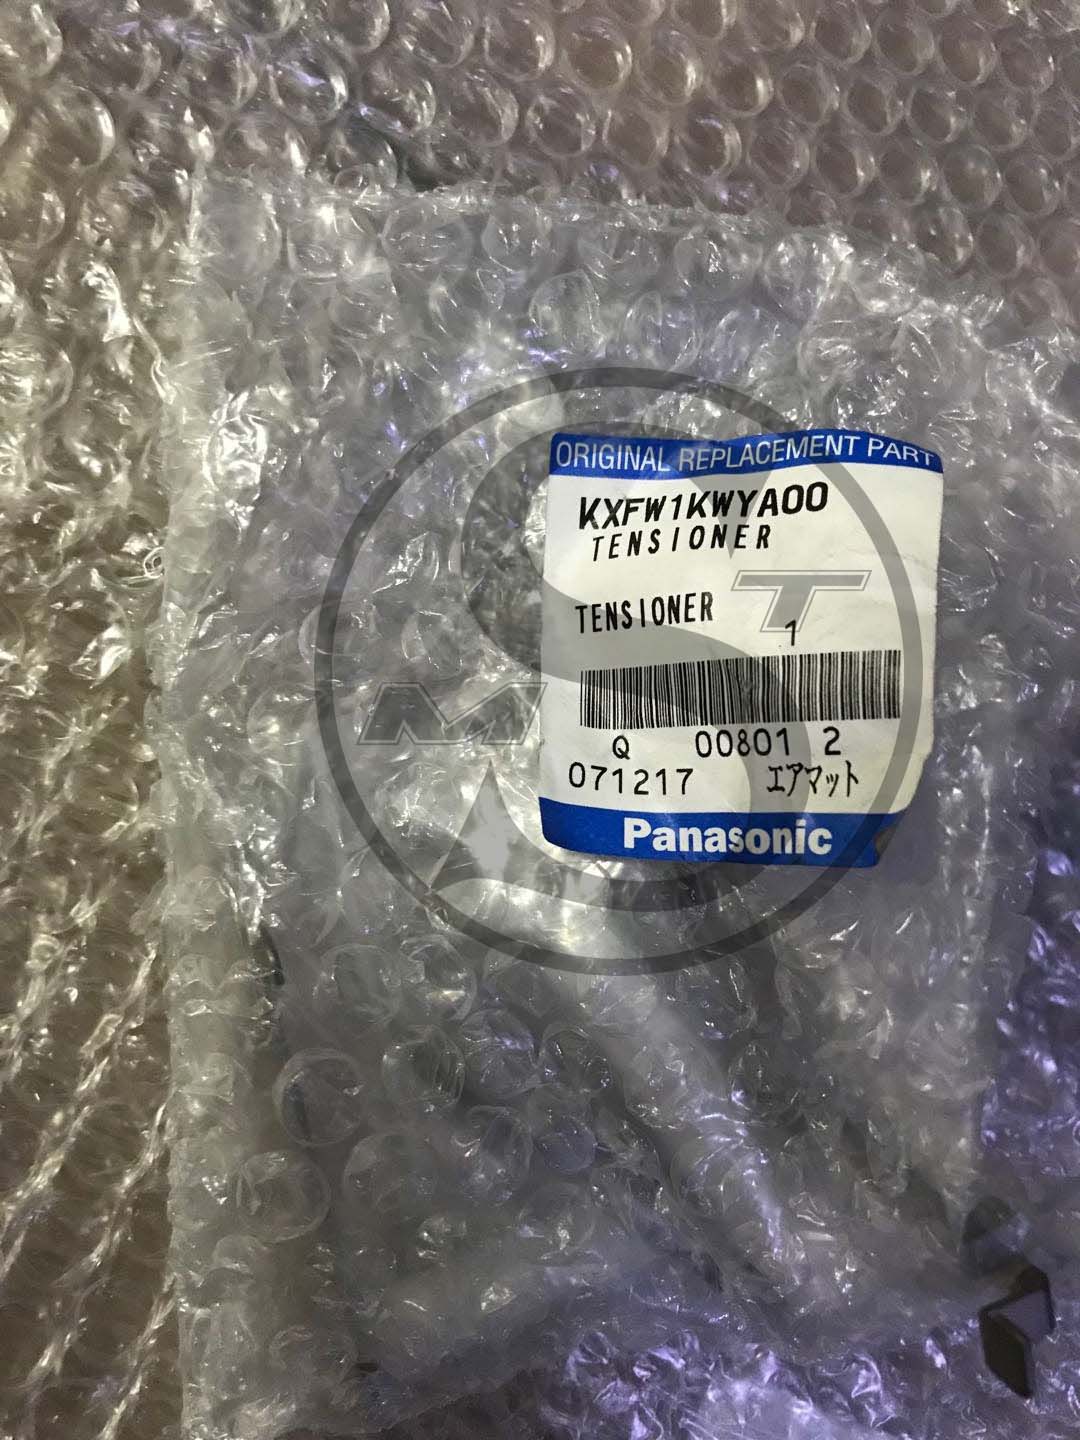 ORIGINAL REPLACEMENT PART
KXFW1KWYA00
TENSIONER
TENSIONER
1
Q 00801 2
071217 エアマット
Panasonic
S
M T